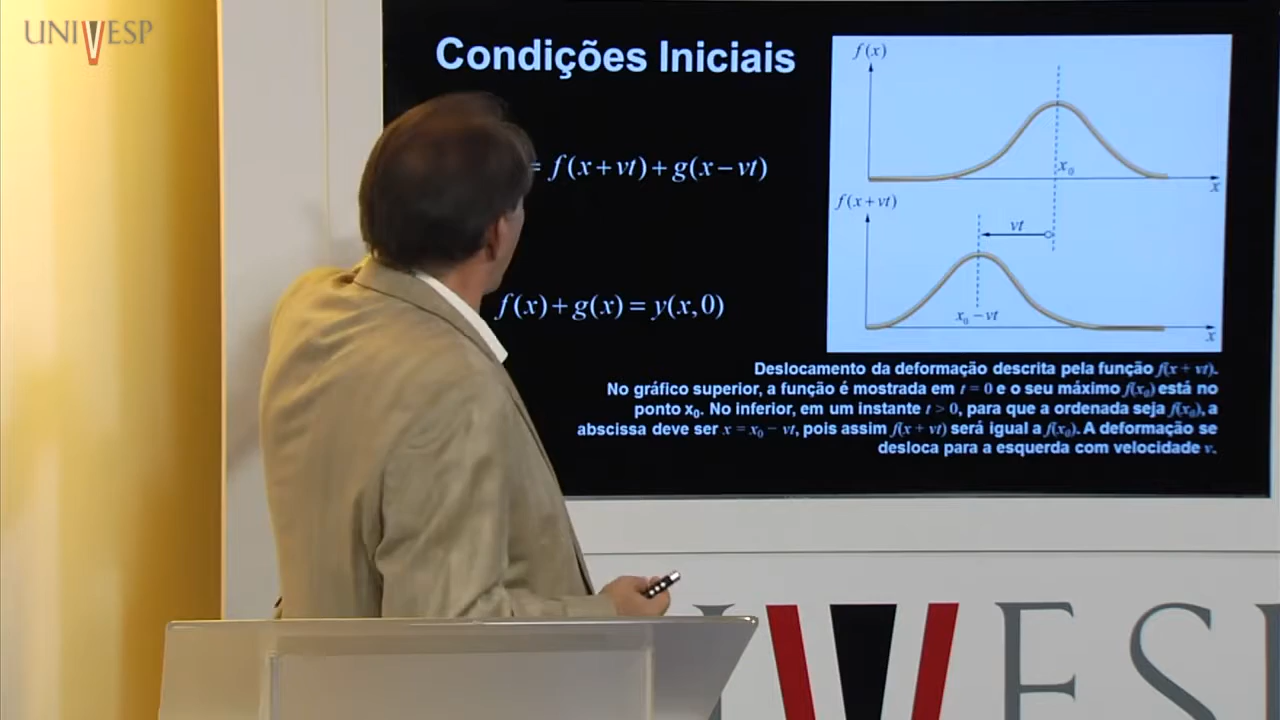 UNIVESP
Condições Iniciais
= f(x+vt)+g(x−vt)
f(x)+g(x)=y(x,0)
f(x)
x₀
x
f(x+vt)
vt
x₀−vt
x
Deslocamento da deformação descrita pela função f(x + vt).
No gráfico superior, a função é mostrada em t = 0 e o seu máximo f(x₀) está no
ponto x₀. No inferior, em um instante t > 0, para que a ordenada seja f(x₀), a
abscissa deve ser x = x₀ − vt, pois assim f(x + vt) será igual a f(x₀). A deformação se
desloca para a esquerda com velocidade v.
VES